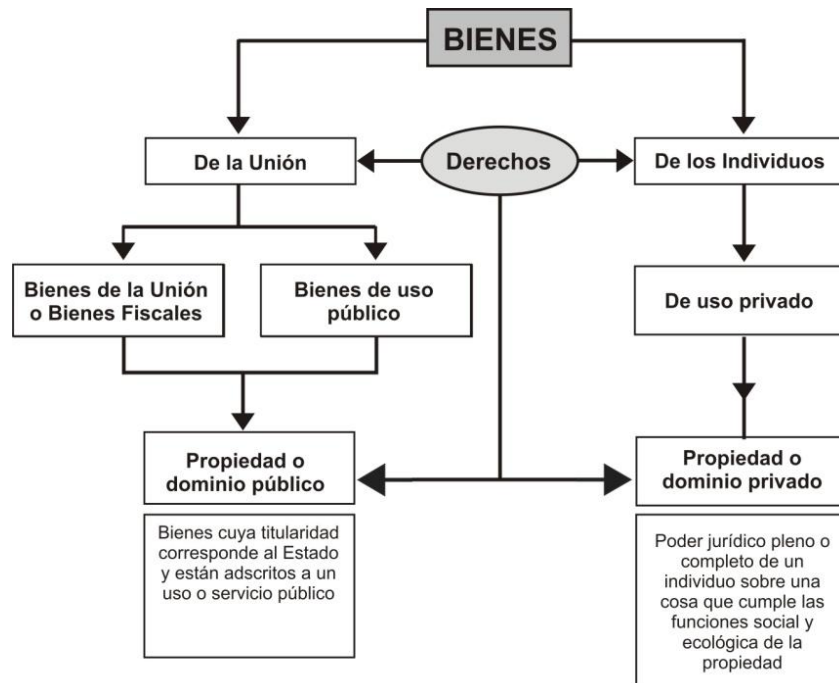 BIENES
De la Unión
Derechos
De los Individuos
Bienes de la Unión
o Bienes Fiscales
Bienes de uso
público
De uso privado
Propiedad o
dominio público
Propiedad o
dominio privado
Bienes cuya titularidad
corresponde al Estado
y están adscritos a un
uso o servicio público
Poder jurídico pleno o
completo de un
individuo sobre una
cosa que cumple las
funciones social y
ecológica de la
propiedad